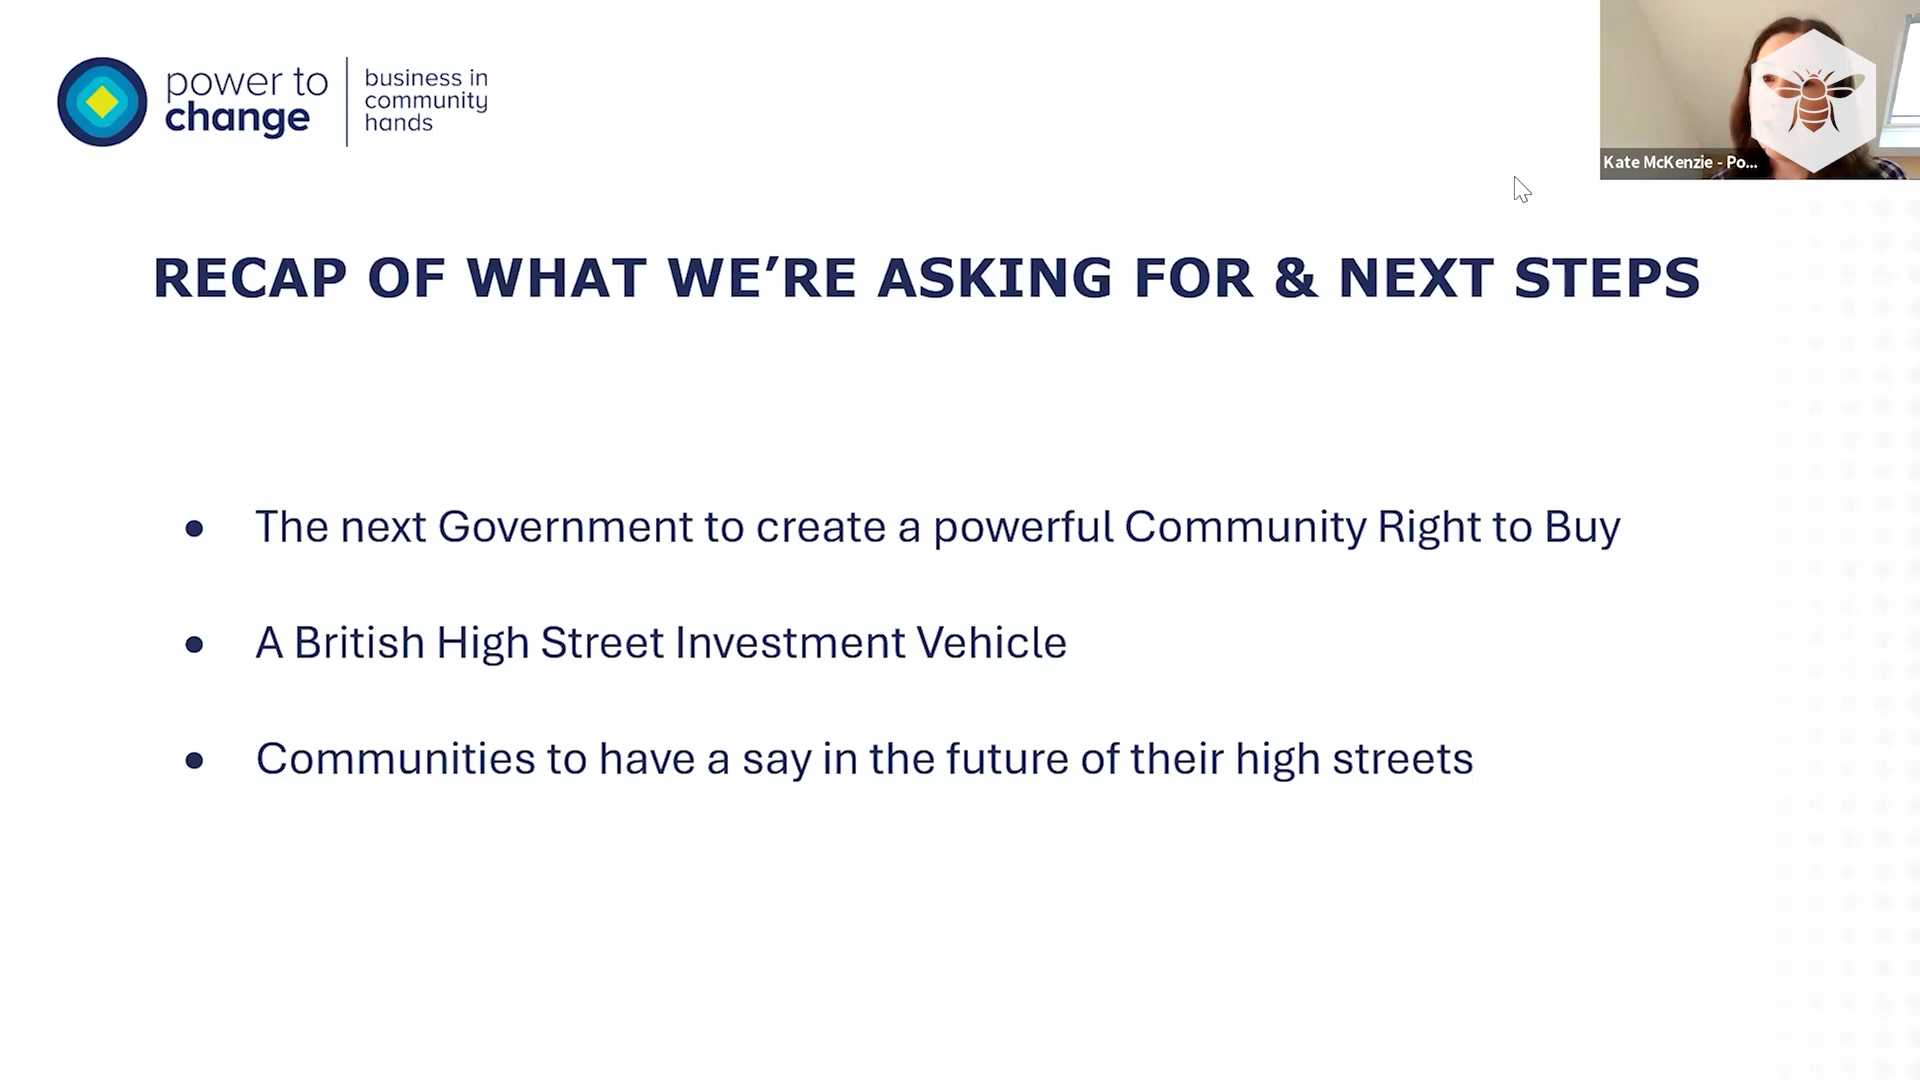 power to
change
business in
community
hands
Kate McKenzie - Po...
RECAP OF WHAT WE’RE ASKING FOR & NEXT STEPS
• The next Government to create a powerful Community Right to Buy
• A British High Street Investment Vehicle
• Communities to have a say in the future of their high streets